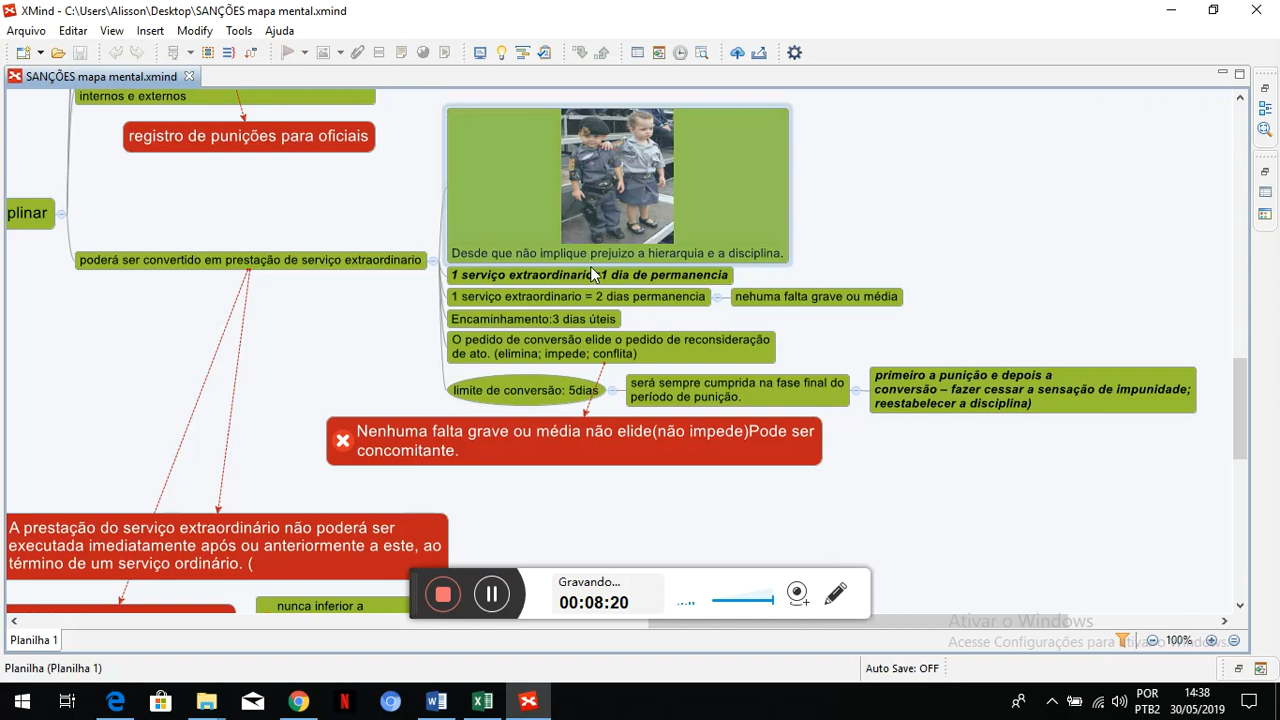 XMind - C:\Users\Alisson\Desktop\SANÇÕES mapa mental.xmind
Arquivo Editar View Insert Modify Tools Ajuda
SANÇÕES mapa mental.xmind
internos e externos
registro de punições para oficiais
plinar
poderá ser convertido em prestação de serviço extraordinario
Desde que não implique prejuizo a hierarquia e a disciplina.
1 serviço extraordinario 1 dia de permanencia
1 serviço extraordinario = 2 dias permanencia
nehuma falta grave ou média
Encaminhamento:3 dias úteis
O pedido de conversão elide o pedido de reconsideração
de ato. (elimina; impede; conflita)
limite de conversão: 5dias
será sempre cumprida na fase final do
período de punição.
primeiro a punição e depois a
conversão – fazer cessar a sensação de impunidade;
reestabelecer a disciplina)
Nenhuma falta grave ou média não elide(não impede)Pode ser
concomitante.
A prestação do serviço extraordinário não poderá ser
executada imediatamente após ou anteriormente a este, ao
término de um serviço ordinário. (
nunca inferior a
Gravando...
00:08:20
Ativar o Windows
Acesse Configurações para ativar o Windows.
Planilha 1
100%
Planilha (Planilha 1)
Auto Save: OFF
POR
PTB2
14:38
30/05/2019